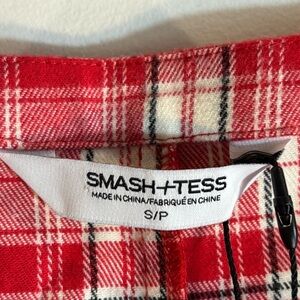 SMASH+TESS
MADE IN CHINA/FABRIQUÉ EN CHINE
S/P